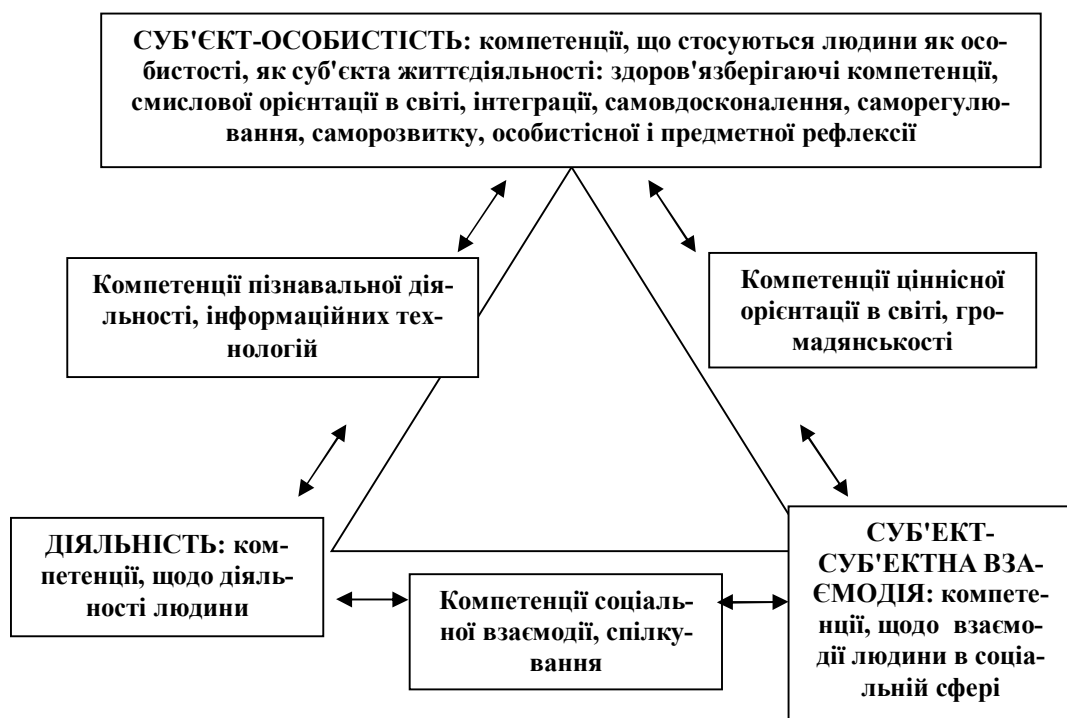 СУБ'ЄКТ-ОСОБИСТІСТЬ: компетенції, що стосуються людини як осо-
бистості, як суб'єкта життєдіяльності: здоров'язберігаючі компетенції,
смислової орієнтації в світі, інтеграції, самовдосконалення, саморегулю-
вання, саморозвитку, особистісної і предметної рефлексії
Компетенції пізнавальної дія-
льності, інформаційних тех-
нологій
Компетенції ціннісної
орієнтації в світі, гро-
мадянськості
ДІЯЛЬНІСТЬ: ком-
петенції, щодо діяль-
ності людини
Компетенції соціаль-
ної взаємодії, спілку-
вання
СУБ'ЕКТ-
СУБ'ЕКТНА ВЗА-
ЄМОДІЯ: компете-
нції, щодо взаємо-
дії людини в соціа-
льній сфері